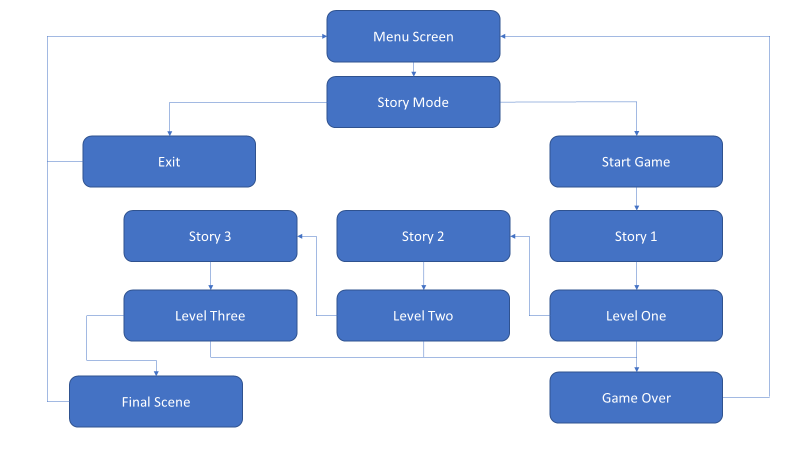 Menu Screen
Story Mode
Exit
Start Game
Story 3
Story 2
Story 1
Level Three
Level Two
Level One
Final Scene
Game Over